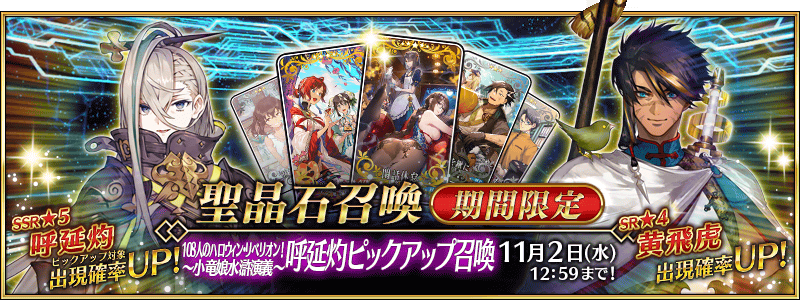 聖晶石召喚
期間限定
SSR★5
呼延灼
ピックアップ対象
出現確率UP!
108人のハロウィン・リベリオン!
～小竜娘水滸演義～
呼延灼ピックアップ召喚
11月2日(水)
12:59まで!
SR★4
黄飛虎
出現確率UP!